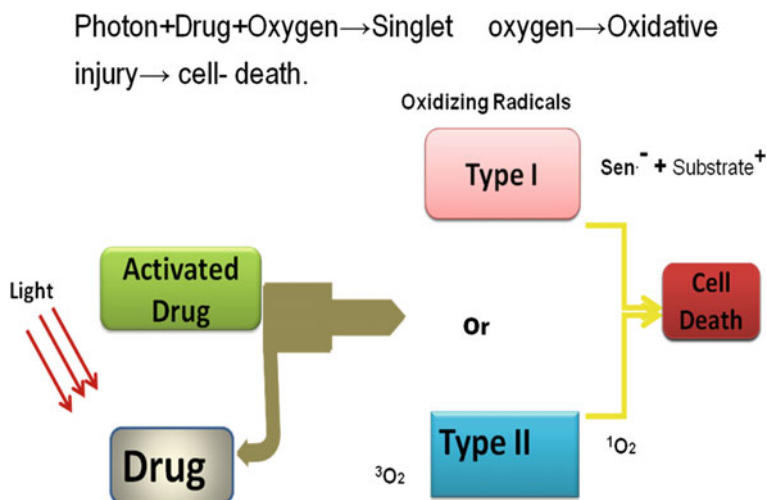 Photon+Drug+Oxygen→Singlet oxygen→Oxidative
injury→ cell- death.
Oxidizing Radicals
Type I
Sen·⁻ + Substrate⁺
Activated
Drug
Light
Cell
Death
Or
Type II
¹O₂
Drug
³O₂